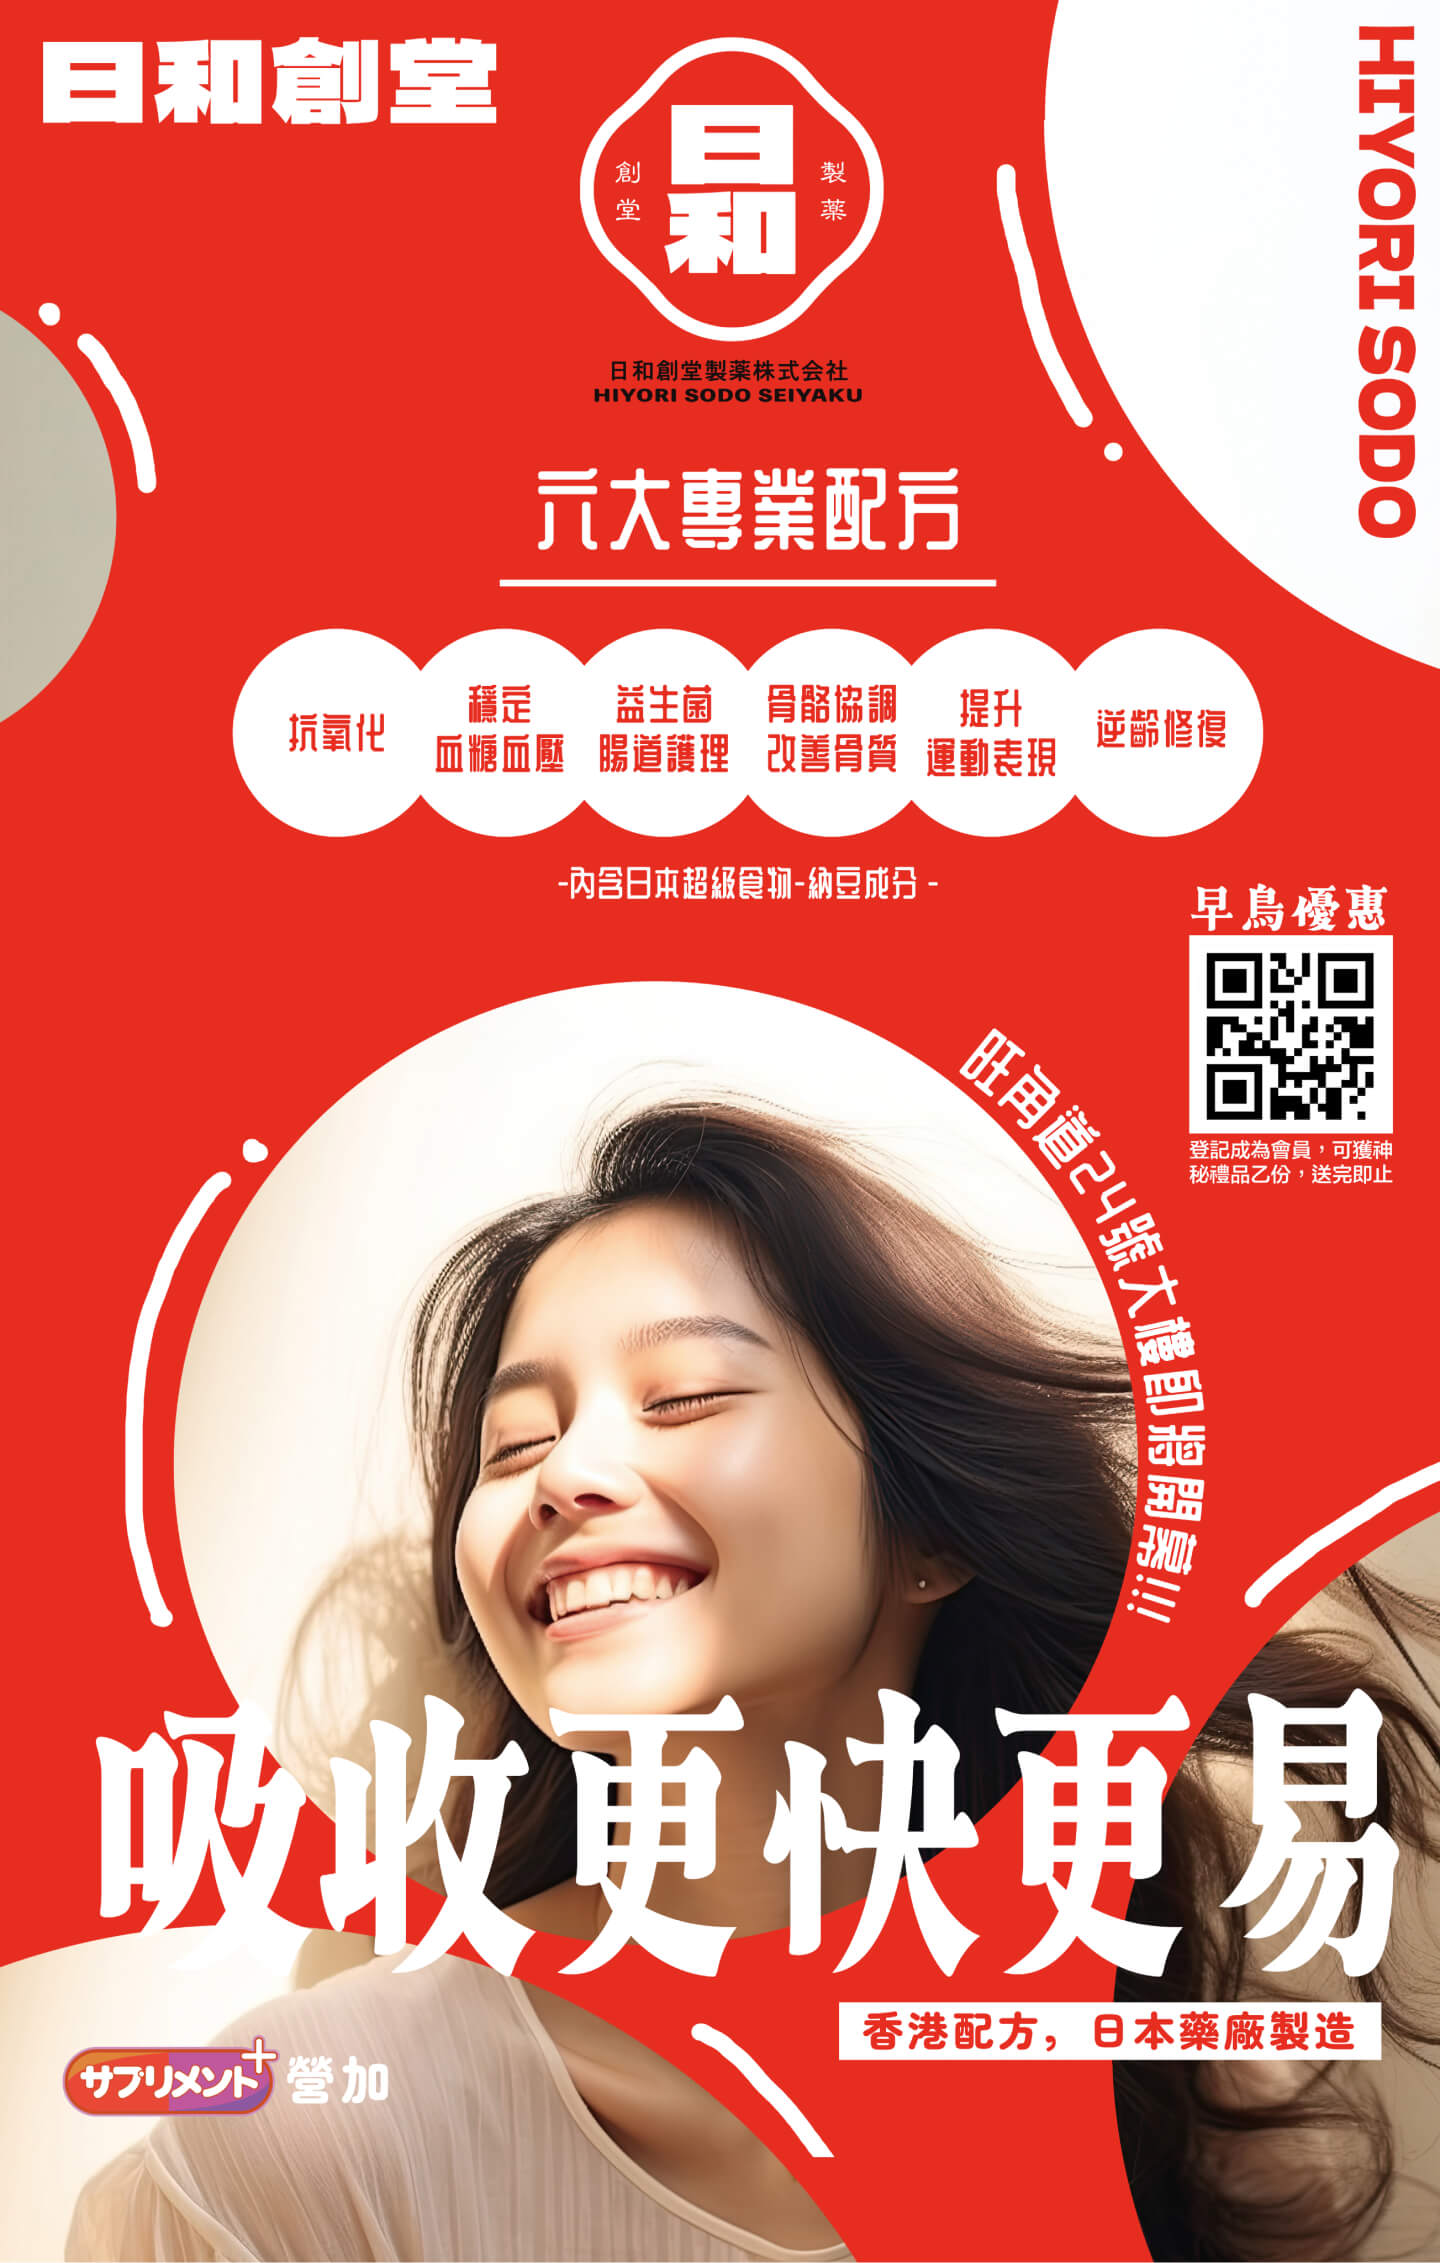 日和創堂
HIYORI SODO
創堂
日和
製薬
日和創堂製薬株式会社
HIYORI SODO SEIYAKU
六大專業配方
抗氧化
穩定
血糖血壓
益生菌
腸道護理
骨骼協調
改善骨質
提升
運動表現
逆齡修復
-內含日本超級食物-納豆成分 -
早鳥優惠
登記成為會員，可獲神
秘禮品乙份，送完即止
旺角道24號大樓即將開幕!!!
吸收更快更易
香港配方，日本藥廠製造
サプリメント+ 營加